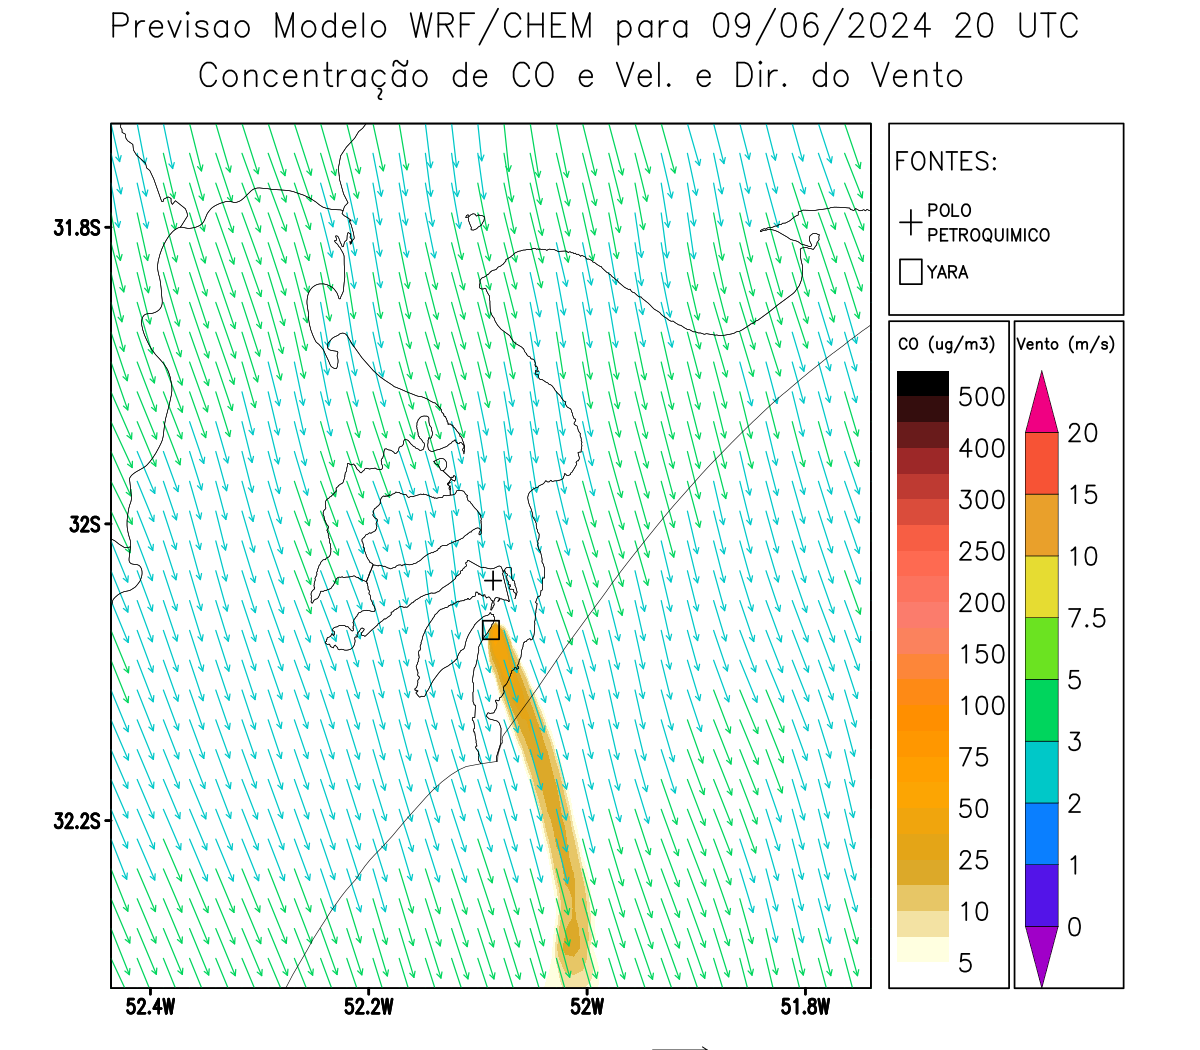 Previsao Modelo WRF/CHEM para 09/06/2024 20 UTC
Concentração de CO e Vel. e Dir. do Vento
FONTES:
POLO
PETROQUIMICO
YARA
CO (ug/m3)
500
400
300
250
200
150
100
75
50
25
10
5
Vento (m/s)
20
15
10
7.5
5
3
2
1
0
31.8S
32S
32.2S
52.4W
52.2W
52W
51.8W